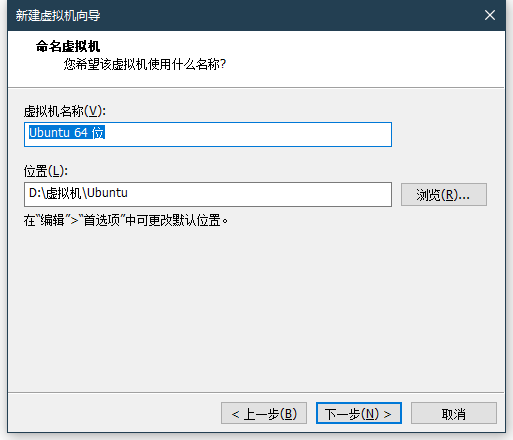 新建虚拟机向导
命名虚拟机
您希望该虚拟机使用什么名称?
虚拟机名称(V):
Ubuntu 64 位
位置(L):
D:\虚拟机\Ubuntu
浏览(R)...
在“编辑”>“首选项”中可更改默认位置。
< 上一步(B)
下一步(N) >
取消